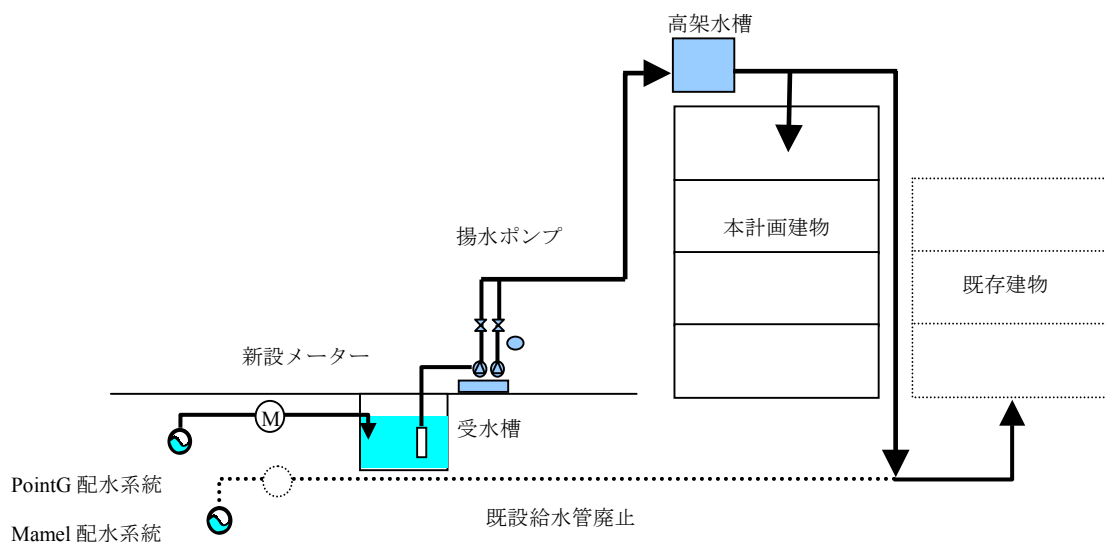 高架水槽
本計画建物
揚水ポンプ
既存建物
新設メーター
M
受水槽
PointG 配水系統
既設給水管廃止
Mamel 配水系統